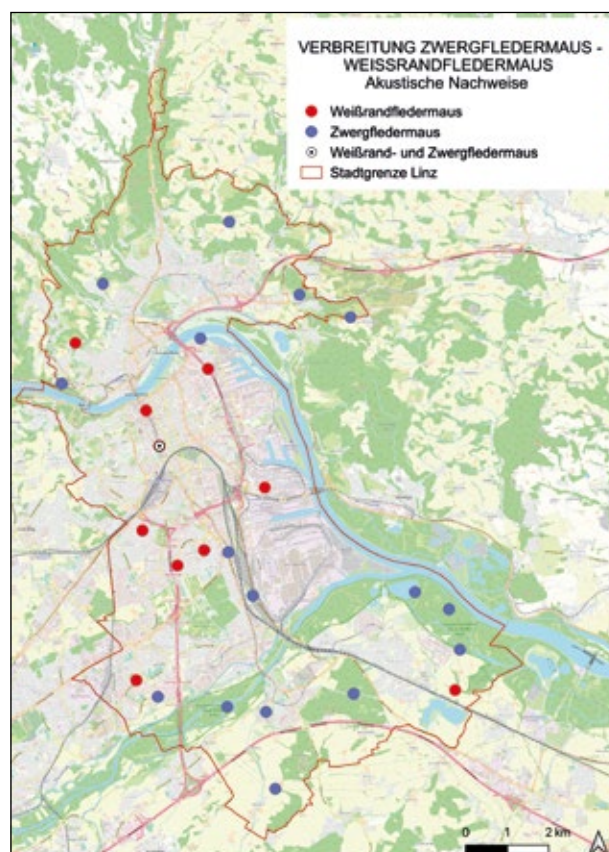 VERBREITUNG ZWERGFLEDERMAUS -
WEISSRANDFLEDERMAUS
Akustische Nachweise
Weißrandfledermaus
Zwergfledermaus
Weißrand- und Zwergfledermaus
Stadtgrenze Linz
0 1 2 km